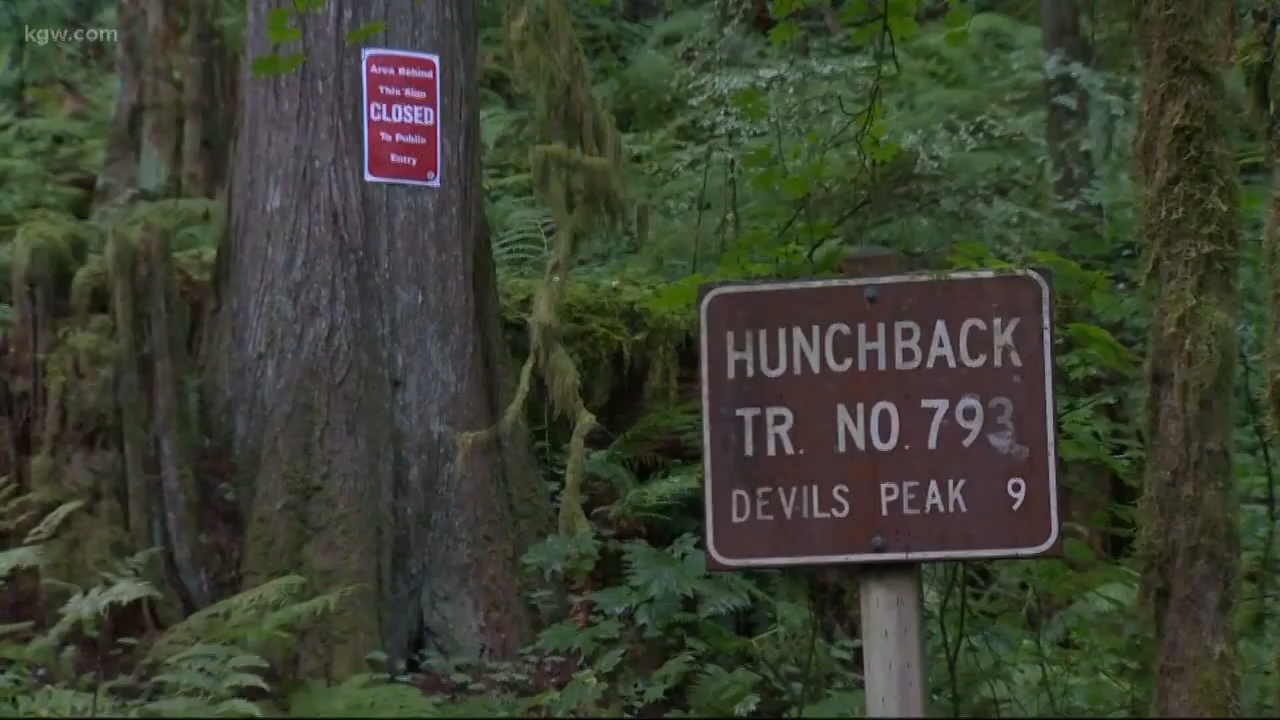 kgw.com
Area Behind
This Sign
CLOSED
To Public
Entry
HUNCHBACK
TR. NO. 793
DEVILS PEAK 9